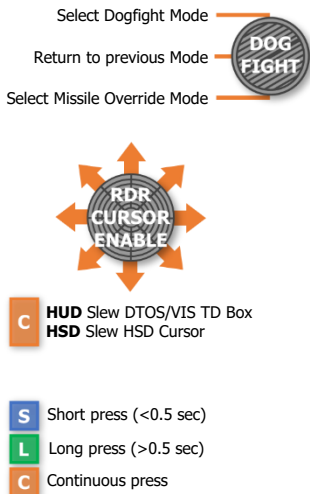 Select Dogfight Mode
DOG
Return to previous Mode
FIGHT
Select Missile Override Mode
RDR
CURSOR
ENABLE
C HUD Slew DTOS/VIS TD Box
HSD Slew HSD Cursor
S Short press (<0.5 sec)
L Long press (>0.5 sec)
C Continuous press